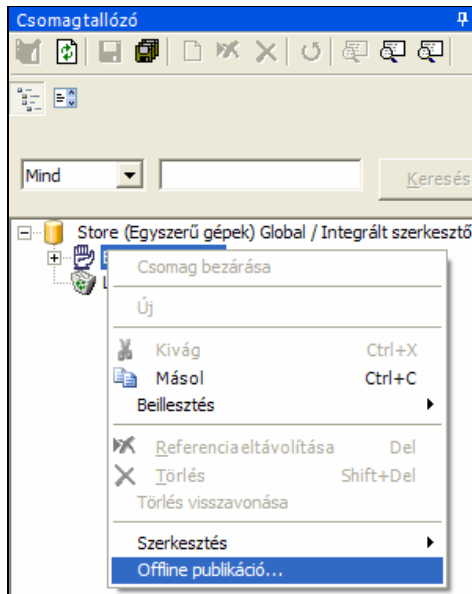 Csomagtallózó
Mind
Keresés
Store (Egyszerű gépek) Global / Integrált szerkesztő
Csomag bezárása
Új
Kivág Ctrl+X
Másol Ctrl+C
Beillesztés
Referencia eltávolítása Del
Törlés Shift+Del
Törlés visszavonása
Szerkesztés
Offline publikáció...